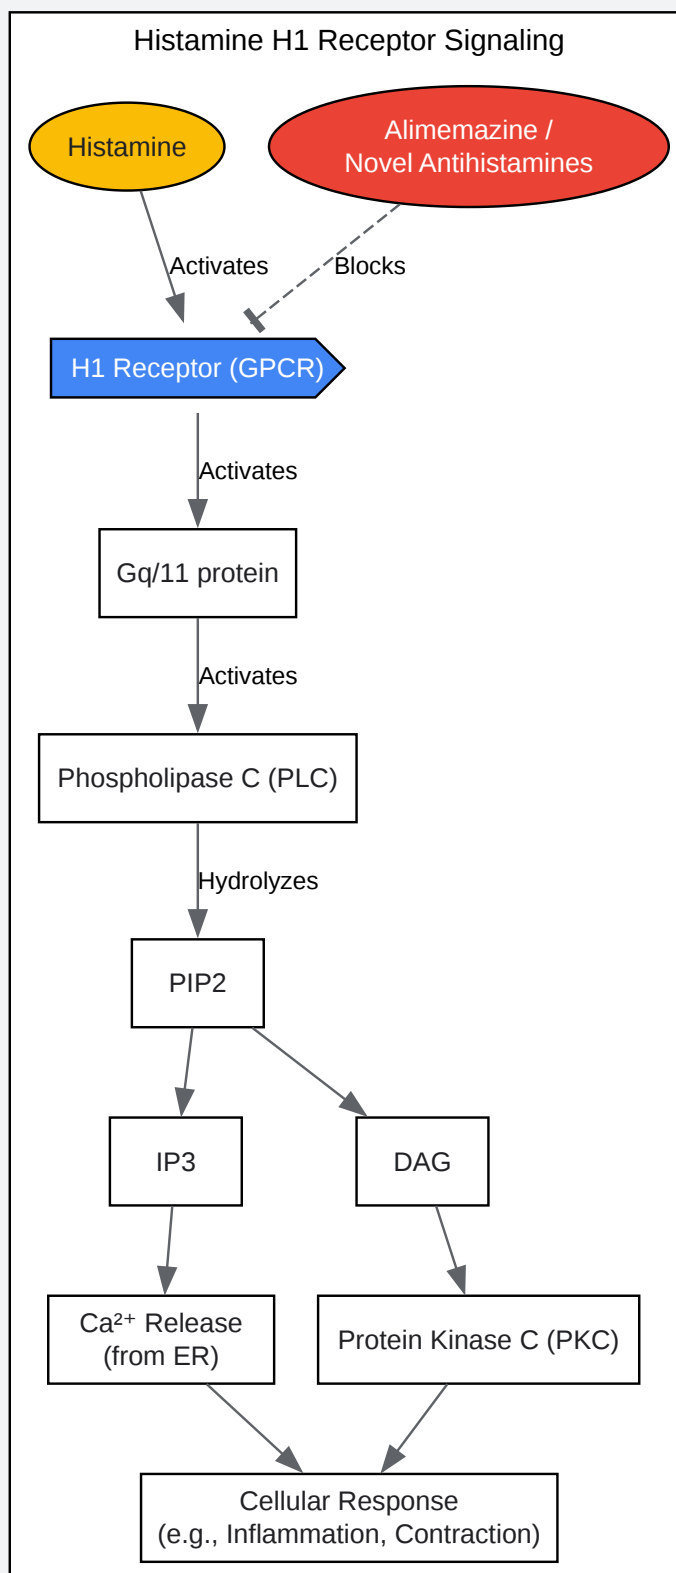 Histamine H1 Receptor Signaling
Histamine
Alimemazine /
Novel Antihistamines
Activates
Blocks
H1 Receptor (GPCR)
Activates
Gq/11 protein
Activates
Phospholipase C (PLC)
Hydrolyzes
PIP2
IP3
DAG
Ca²⁺ Release
(from ER)
Protein Kinase C (PKC)
Cellular Response
(e.g., Inflammation, Contraction)